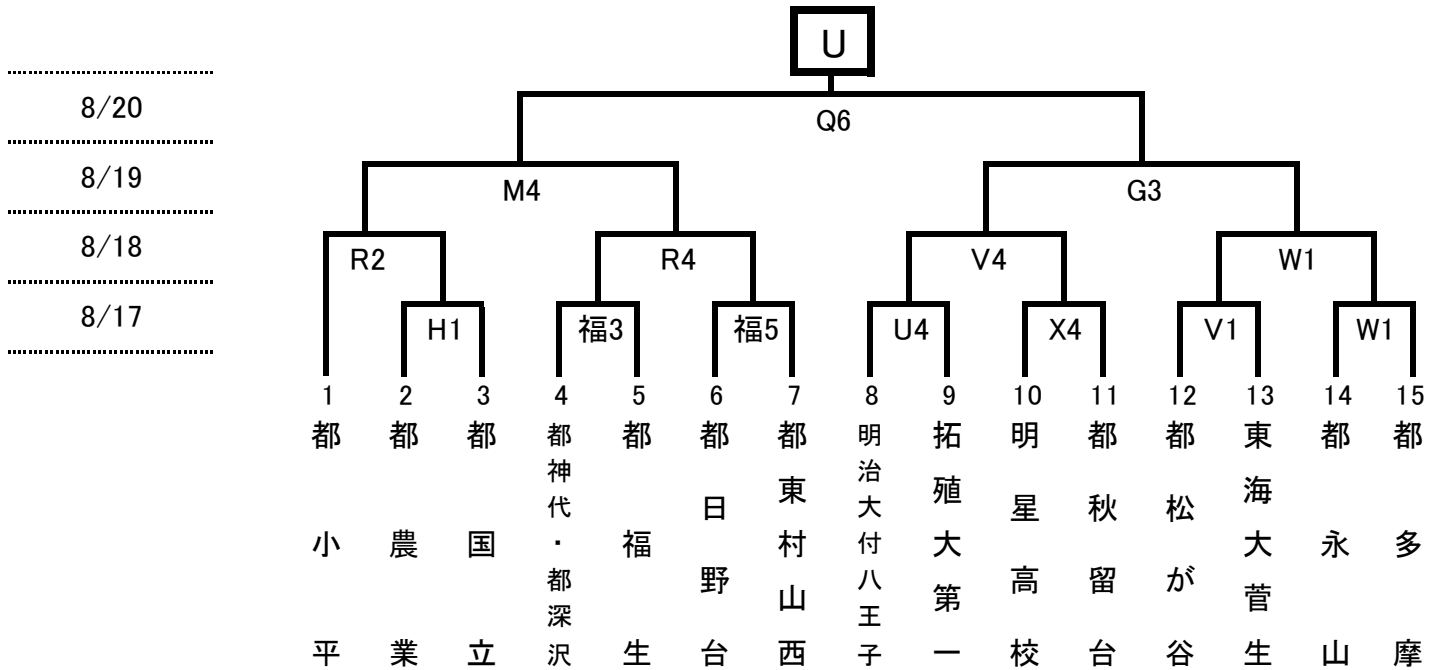 U
8/20
Q6
8/19
M4 G3
8/18
R2 R4 V4 W1
8/17
H1 福3 福5 U4 X4 V1 W1
1 2 3 4 5 6 7 8 9 10 11 12 13 14 15
都小平
都農業
都国立
都神代・都深沢
都福生
都日野台
都東村山西
明治大付八王子
拓殖大第一
明星高校
都秋留台
都松が谷
東海大菅生
都永山
都多摩